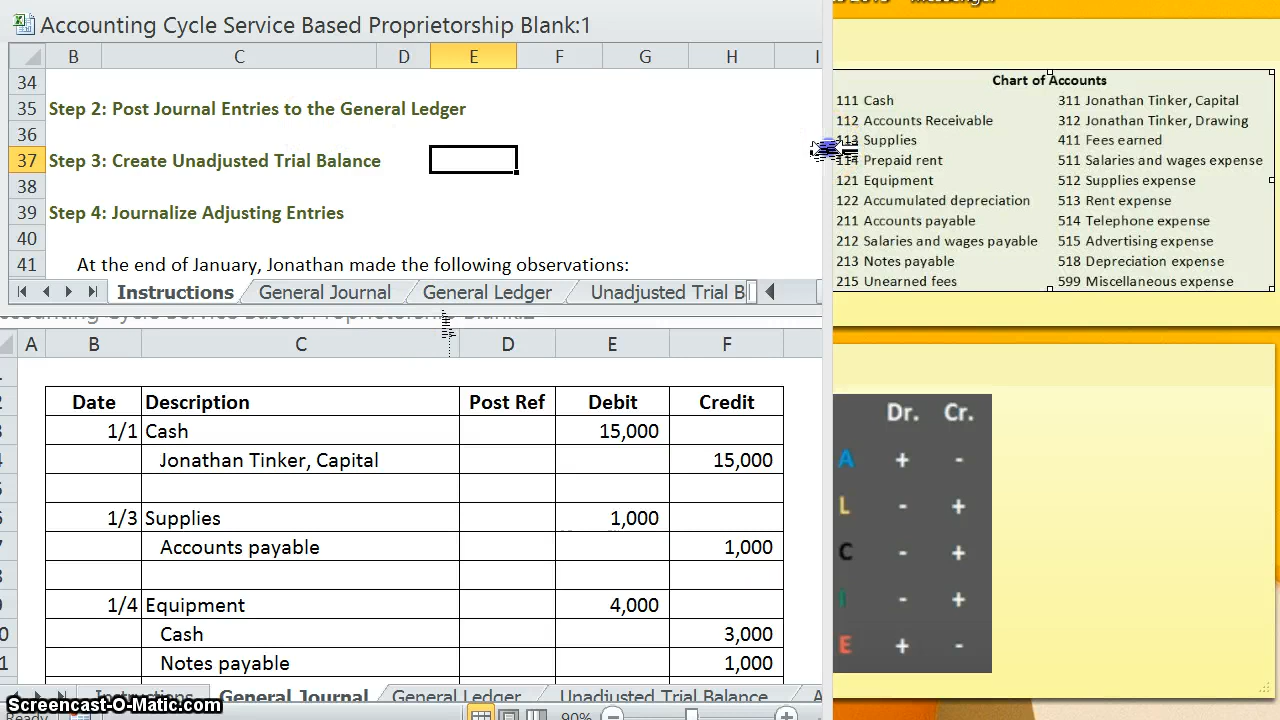 Accounting Cycle Service Based Proprietorship Blank:1
B C D E F G H I
34
35 Step 2: Post Journal Entries to the General Ledger
36
37 Step 3: Create Unadjusted Trial Balance
38
39 Step 4: Journalize Adjusting Entries
40
41 At the end of January, Jonathan made the following observations:
Instructions General Journal General Ledger Unadjusted Trial B
Accounting Cycle Service Based Proprietorship Blank:2
A B C D E F
Date Description Post Ref Debit Credit
1/1 Cash 15,000
Jonathan Tinker, Capital 15,000
1/3 Supplies 1,000
Accounts payable 1,000
1/4 Equipment 4,000
Cash 3,000
Notes payable 1,000
Instructions General Journal General Ledger Unadjusted Trial Balance A
Ready 90%
Screencast-O-Matic.com
Messenger
Chart of Accounts
111 Cash 311 Jonathan Tinker, Capital
112 Accounts Receivable 312 Jonathan Tinker, Drawing
113 Supplies 411 Fees earned
114 Prepaid rent 511 Salaries and wages expense
121 Equipment 512 Supplies expense
122 Accumulated depreciation 513 Rent expense
211 Accounts payable 514 Telephone expense
212 Salaries and wages payable 515 Advertising expense
213 Notes payable 518 Depreciation expense
215 Unearned fees 599 Miscellaneous expense
Dr. Cr.
A + -
L - +
C - +
I - +
E + -